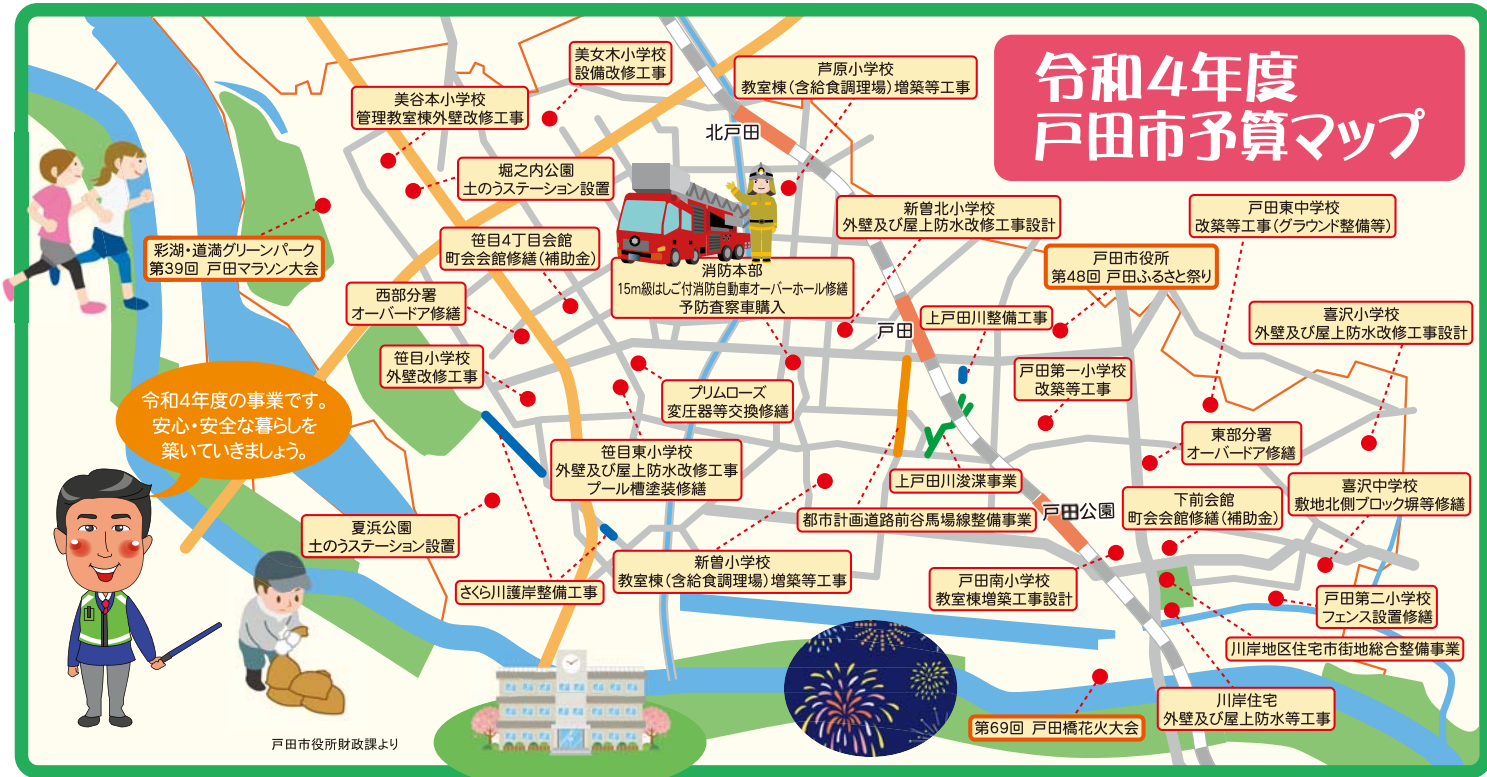 令和4年度
戸田市予算マップ
美女木小学校
設備改修工事
芦原小学校
教室棟(含給食調理場)増築等工事
美谷本小学校
管理教室棟外壁改修工事
北戸田
堀之内公園
土のうステーション設置
新曽北小学校
外壁及び屋上防水改修工事設計
戸田東中学校
改築等工事(グラウンド整備等)
彩湖・道満グリーンパーク
第39回 戸田マラソン大会
笹目4丁目会館
町会会館修繕(補助金)
消防本部
15m級はしご付消防自動車オーバーホール修繕
予防査察車購入
戸田市役所
第48回 戸田ふるさと祭り
西部分署
オーバードア修繕
戸田
上戸田川整備工事
喜沢小学校
外壁及び屋上防水改修工事設計
笹目小学校
外壁改修工事
プリムローズ
変圧器等交換修繕
戸田第一小学校
改築等工事
令和4年度の事業です。
安心・安全な暮らしを
築いていきましょう。
笹目東小学校
外壁及び屋上防水改修工事
プール槽塗装修繕
上戸田川浚渫事業
東部分署
オーバードア修繕
都市計画道路前谷馬場線整備事業
戸田公園
下前会館
町会会館修繕(補助金)
喜沢中学校
敷地北側ブロック塀等修繕
夏浜公園
土のうステーション設置
さくら川護岸整備工事
新曽小学校
教室棟(含給食調理場)増築等工事
戸田南小学校
教室棟増築工事設計
戸田第二小学校
フェンス設置修繕
川岸地区住宅市街地総合整備事業
川岸住宅
外壁及び屋上防水等工事
第69回 戸田橋花火大会
戸田市役所財政課より